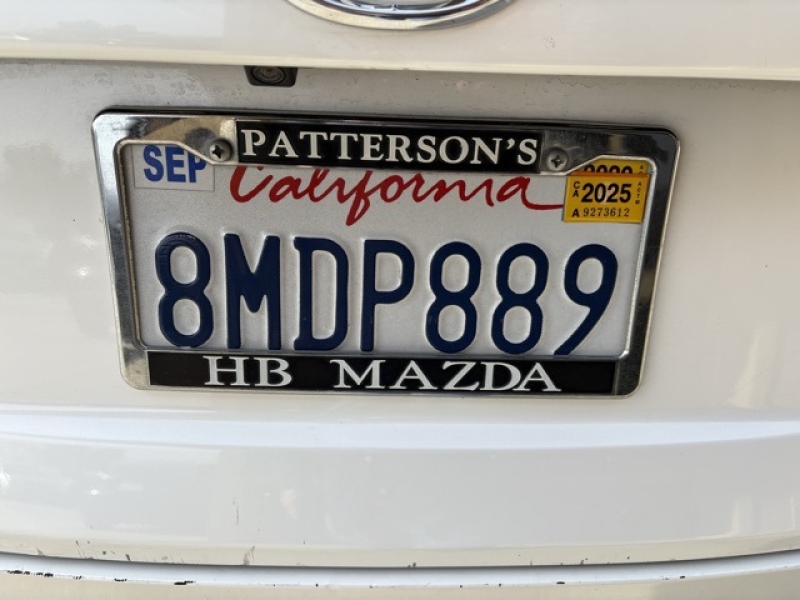 PATTERSON'S
SEP
California
CA 2025
A 9273612
8MDP889
HB MAZDA